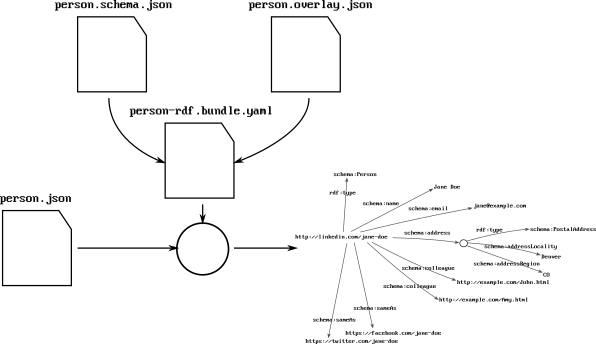 person.schema.json
person.overlay.json
person-rdf.bundle.yaml
person.json
schema:Person
rdf:type
Jane Doe
schema:name
schema:email
jane@example.com
http://linkedin.com/jane-doe
schema:address
rdf:type
schema:PostalAddress
schema:addressLocality
Denver
schema:addressRegion
CO
schema:colleague
http://example.com/John.html
schema:colleague
http://example.com/Amy.html
schema:sameAs
schema:sameAs
https://facebook.com/jane-doe
https://twitter.com/jane-doe